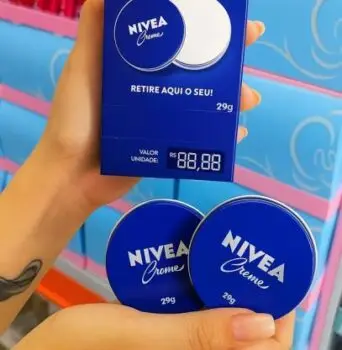 NIVEA
Creme
RETIRE AQUI O SEU!
29g
VALOR
UNIDADE:
R$
88,88
NIVEA
Creme
29g
NIVEA
Creme
29g